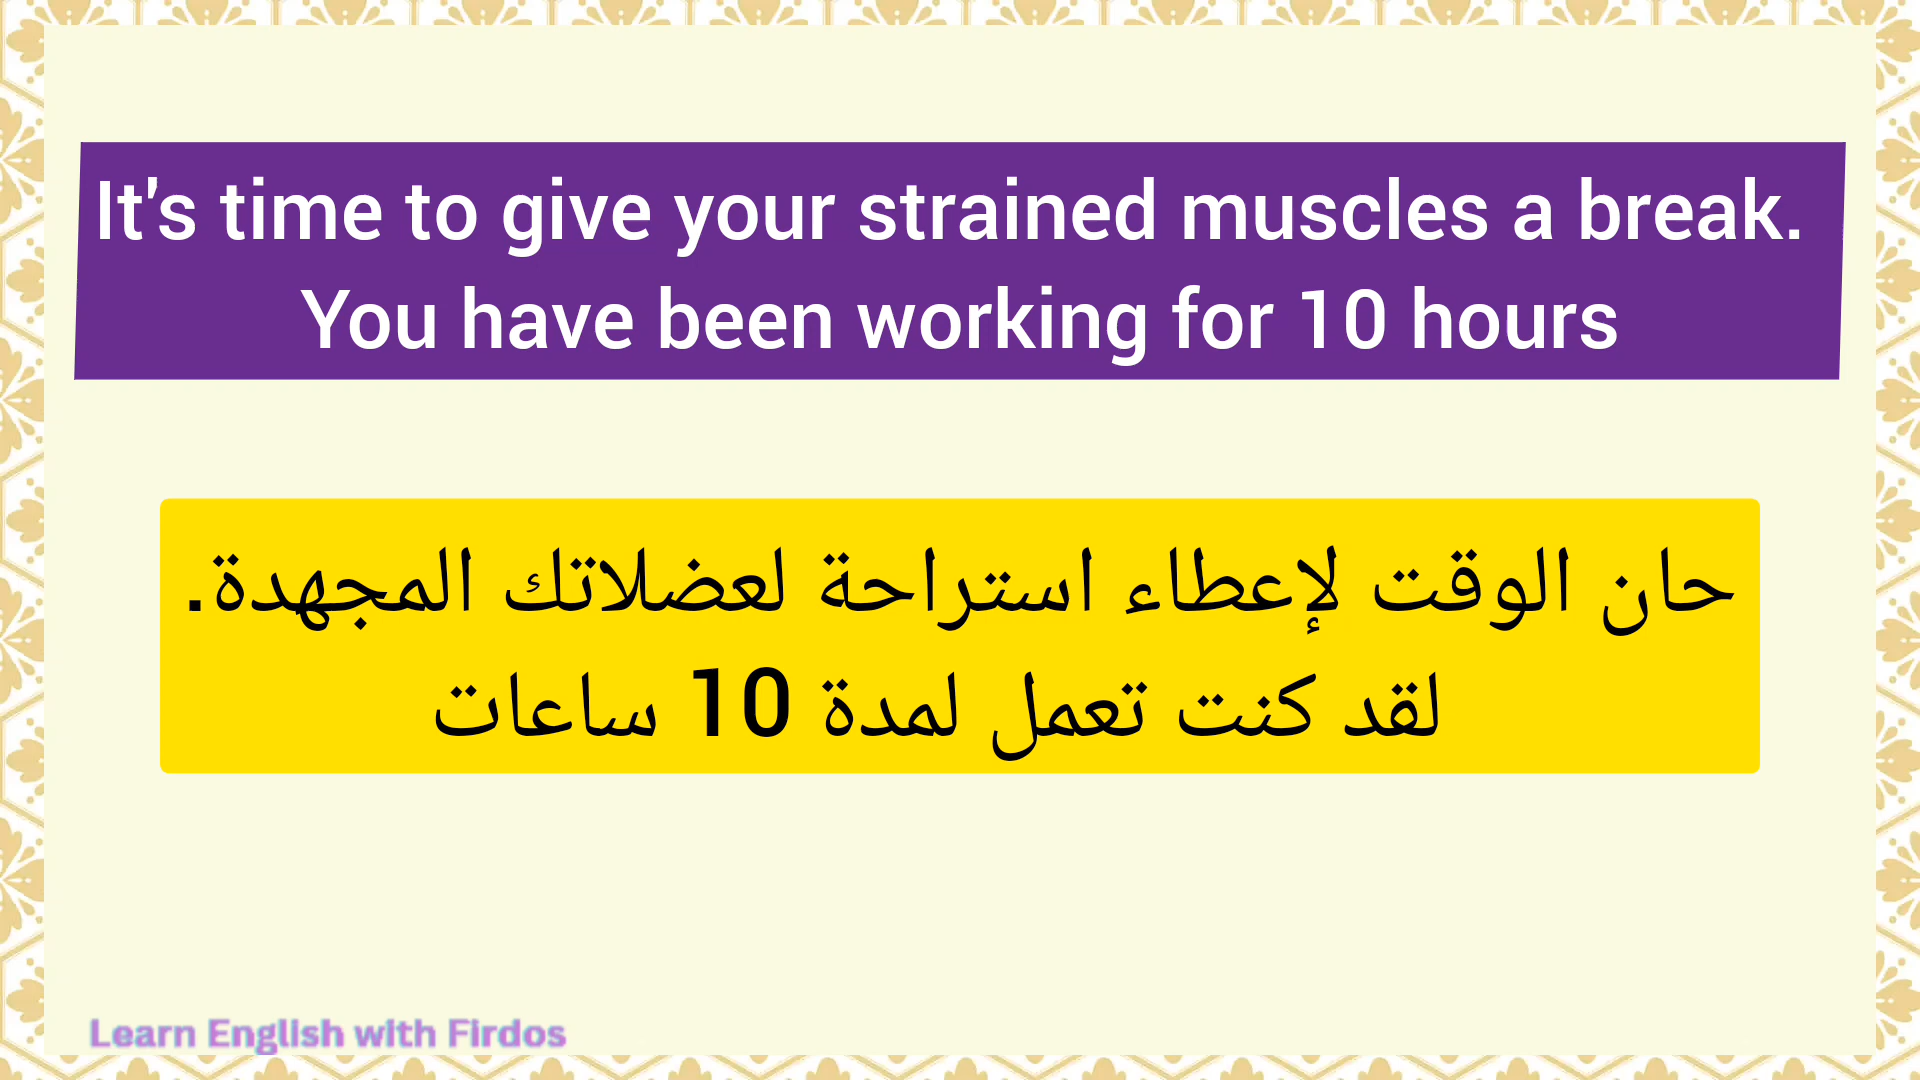 It's time to give your strained muscles a break.
You have been working for 10 hours
حان الوقت لإعطاء استراحة لعضلاتك المجهدة.
لقد كنت تعمل لمدة 10 ساعات
Learn English with Firdos